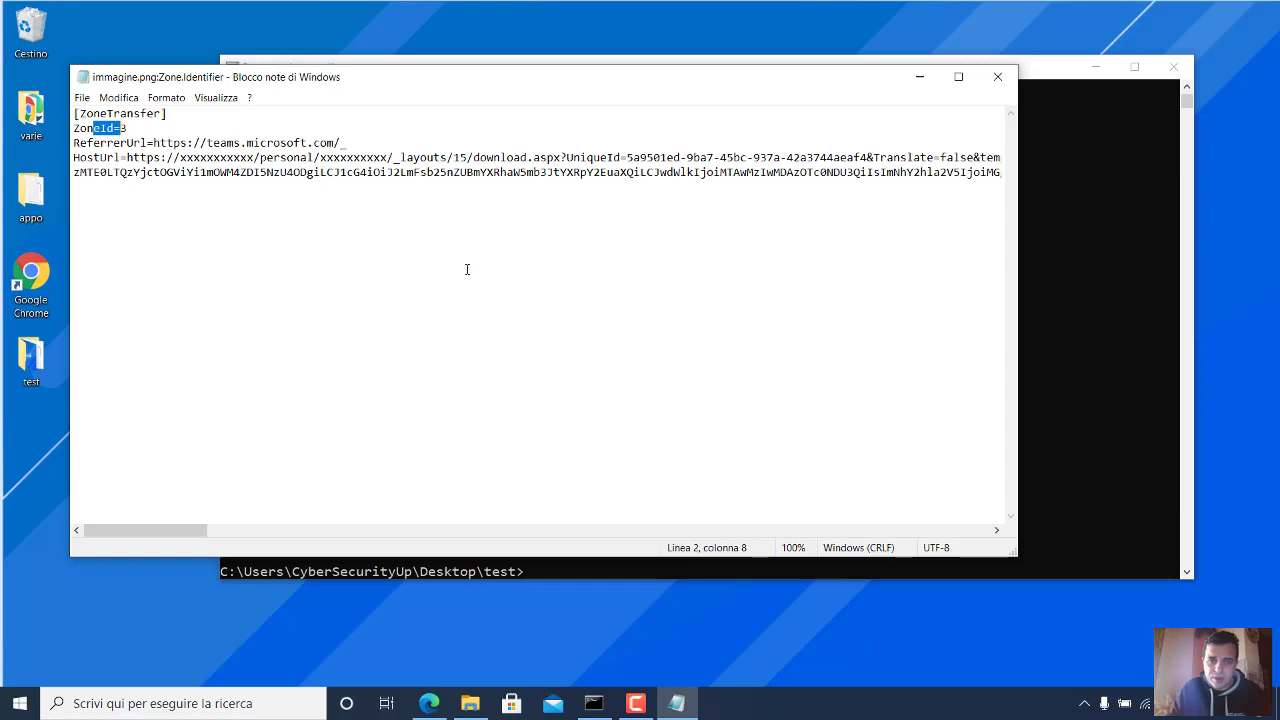 Cestino
varie
appo
Google
Chrome
test
immagine.png:Zone.Identifier - Blocco note di Windows
File Modifica Formato Visualizza ?
[ZoneTransfer]
ZoneId=3
ReferrerUrl=https://teams.microsoft.com/_
HostUrl=https://xxxxxxxxxxx/personal/xxxxxxxxxx/_layouts/15/download.aspx?UniqueId=5a9501ed-9ba7-45bc-937a-42a3744aeaf4&Translate=false&tem
zMTE0LTQzYjctOGViYi1mOWM4ZDI5NzU4ODgiLCJ1cG4iOiJ2LmFsb25nZUBmYXRhaW5mb3JtYXRpY2EuaXQiLCJwdWlkIjoiMTAwMzIwMDAzOTc0NDU3QiIsImNhY2hla2V5IjoiMG
Linea 2, colonna 8 100% Windows (CRLF) UTF-8
C:\Users\CyberSecurityUp\Desktop\test>
Scrivi qui per eseguire la ricerca